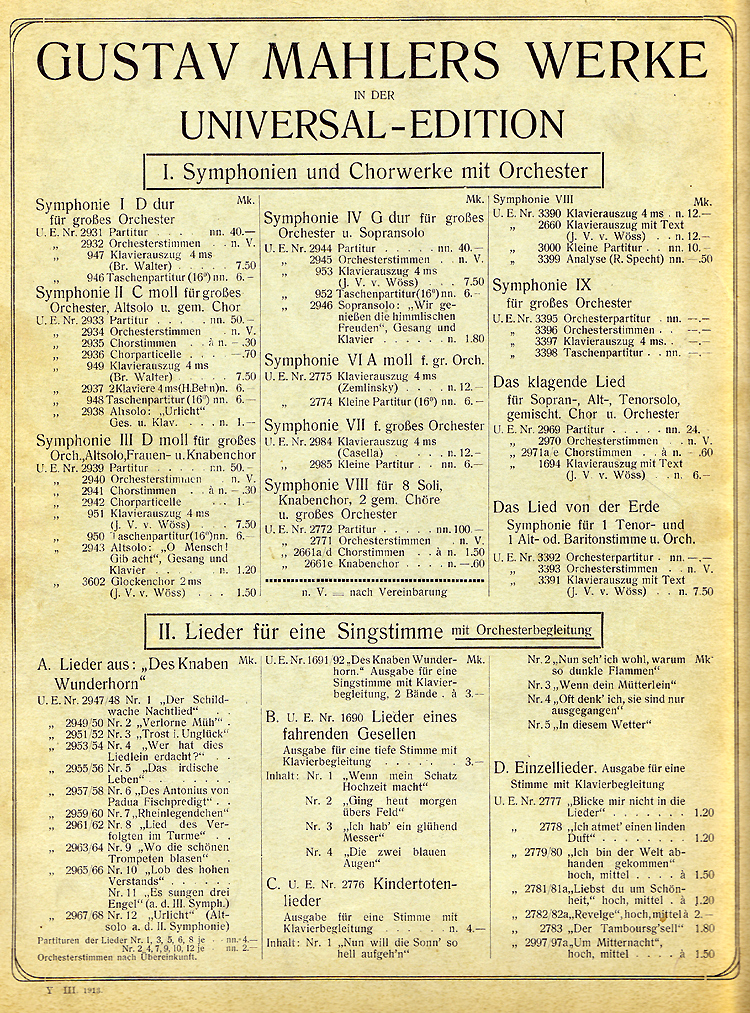 GUSTAV MAHLERS WERKE
IN DER
UNIVERSAL-EDITION
I. Symphonien und Chorwerke mit Orchester
Symphonie I D dur Mk.
für großes Orchester
U. E. Nr. 2931 Partitur . . . . . nn. 40.—
„ 2932 Orchesterstimmen . . n. V.
„ 947 Klavierauszug 4 ms
(Br. Walter) . . . . . 7.50
„ 946 Taschenpartitur (16⁰) nn. 6.—
Symphonie II C moll für großes
Orchester, Altsolo u. gem. Chor
U. E. Nr. 2933 Partitur . . . . . nn. 50.—
„ 2934 Orchesterstimmen . . n. V.
„ 2935 Chorstimmen . . à n. —.30
„ 2936 Chorparticelle . . . . —.70
„ 949 Klavierauszug 4 ms
(Br. Walter) . . . . . 7.50
„ 2937 2 Klaviere 4 ms (H. Behn) n. 6.—
„ 948 Taschenpartitur (16⁰) nn. 6.—
„ 2938 Altsolo: „Urlicht“
Ges. u. Klav. . . . n. 1.—
Symphonie III D moll für großes
Orch., Altsolo, Frauen- u. Knabenchor
U. E. Nr. 2939 Partitur . . . . . nn. 50.—
„ 2940 Orchesterstimmen . . n. V.
„ 2941 Chorstimmen . . à n. —.30
„ 2942 Chorparticelle . . . . 1.—
„ 951 Klavierauszug 4 ms
(J. V. v. Wöss) . . . . 7.50
„ 950 Taschenpartitur (16⁰) nn. 6.—
„ 2943 Altsolo: „O Mensch!
Gib acht“, Gesang und
Klavier . . . . . n. 1.20
„ 3602 Glockenchor 2 ms
(J. V. v. Wöss) . . . 1.50
Mk.
Symphonie IV G dur für großes
Orchester u. Sopransolo
U. E. Nr. 2944 Partitur . . . . . nn. 40.—
„ 2945 Orchesterstimmen . . n. V.
„ 953 Klavierauszug 4 ms
(J. V. v. Wöss) . . . . 7.50
„ 952 Taschenpartitur (16⁰) nn. 6.—
„ 2946 Sopransolo: „Wir ge-
nießen die himmlischen
Freuden“, Gesang und
Klavier . . . . . n. 1.80
Symphonie VI A moll f. gr. Orch.
U. E. Nr. 2775 Klavierauszug 4 ms
(Zemlinsky) . . . . n. 12.—
„ 2774 Kleine Partitur (16⁰) nn. 6.—
Symphonie VII f. großes Orchester
U. E. Nr. 2984 Klavierauszug 4 ms
(Casella) . . . . . n. 12.—
„ 2985 Kleine Partitur . . nn. 6.—
Symphonie VIII für 8 Soli,
Knabenchor, 2 gem. Chöre
u. großes Orchester
U. E. Nr. 2772 Partitur . . . . nn. 100.—
„ 2771 Orchesterstimmen . n. V.
„ 2661a/d Chorstimmen . . à n. 1.50
„ 2661e Knabenchor . . . . n. —.60
n. V. = nach Vereinbarung
Symphonie VIII Mk.
U. E. Nr. 3390 Klavierauszug 4 ms . n. 12.—
„ 2660 Klavierauszug mit Text
(J. V. v. Wöss) . . n. 12.—
„ 3000 Kleine Partitur . . nn. 10.—
„ 3399 Analyse (R. Specht) nn. —.50
Symphonie IX
für großes Orchester
U. E. Nr. 3395 Orchesterpartitur . nn. —.—
„ 3396 Orchesterstimmen . . —.—
„ 3397 Klavierauszug 4 ms. . . —.—
„ 3398 Taschenpartitur . . nn. —.—
Das klagende Lied
für Sopran-, Alt-, Tenorsolo,
gemischt. Chor u. Orchester
U. E. Nr. 2969 Partitur . . . . . nn. 24.
„ 2970 Orchesterstimmen . . n. V.
„ 2971a/e Chorstimmen . . à n. —.60
„ 1694 Klavierauszug mit Text
(J. V. v. Wöss) . . n. 6.—
Das Lied von der Erde
Symphonie für 1 Tenor- und
1 Alt- od. Baritonstimme u. Orch.
U. E. Nr. 3392 Orchesterpartitur . nn. —.—
„ 3393 Orchesterstimmen . . n. V.
„ 3391 Klavierauszug mit Text
(J. V. v. Wöss) . . n. 7.50
II. Lieder für eine Singstimme mit Orchesterbegleitung
A. Lieder aus: „Des Knaben Mk.
Wunderhorn“
U. E. Nr. 2947/48 Nr. 1 „Der Schild-
wache Nachtlied“ .
„ 2949/50 Nr. 2 „Verlorne Müh'“ .
„ 2951/52 Nr. 3 „Trost i. Unglück“
„ 2953/54 Nr. 4 „Wer hat dies
Liedlein erdacht?“ . .
„ 2955/56 Nr. 5 „Das irdische
Leben“ . . . . . .
„ 2957/58 Nr. 6 „Des Antonius von
Padua Fischpredigt“ . .
„ 2959/60 Nr. 7 „Rheinlegendchen“
„ 2961/62 Nr. 8 „Lied des Ver-
folgten im Turme“ . .
„ 2963/64 Nr. 9 „Wo die schönen
Trompeten blasen“ .
„ 2965/66 Nr. 10 „Lob des hohen
Verstands“ . . . . .
Nr. 11 „Es sungen drei
Engel“ (a. d. III. Symph.)
„ 2967/68 Nr. 12 „Urlicht“ (Alt-
solo a. d. II. Symphonie)
Partituren der Lieder Nr. 1, 3, 5, 6, 8 je . . nn. 4.—
Nr. 2, 4, 7, 9, 10, 12 je . nn. 2.—
Orchesterstimmen nach Übereinkunft.
U. E. Nr. 1691/92 „Des Knaben Wunder- Mk.
horn.“ Ausgabe für eine
Singstimme mit Klavier-
begleitung, 2 Bände . à 3.—
B. U. E. Nr. 1690 Lieder eines
fahrenden Gesellen
Ausgabe für eine tiefe Stimme mit
Klavierbegleitung . . . . . . 3.—
Inhalt: Nr. 1 „Wenn mein Schatz
Hochzeit macht“
Nr. 2 „Ging heut morgen
übers Feld“
Nr. 3 „Ich hab' ein glühend
Messer“
Nr. 4 „Die zwei blauen
Augen“
C. U. E. Nr. 2776 Kindertoten-
lieder
Ausgabe für eine Stimme mit
Klavierbegleitung . . . . . n. 4.—
Inhalt: Nr. 1 „Nun will die Sonn' so
hell aufgeh'n“
Nr. 2 „Nun seh' ich wohl, warum Mk
so dunkle Flammen“
Nr. 3 „Wenn dein Mütterlein“
Nr. 4 „Oft denk' ich, sie sind nur
ausgegangen“
Nr. 5 „In diesem Wetter“
D. Einzellieder. Ausgabe für eine
Stimme mit Klavierbegleitung
U. E. Nr. 2777 „Blicke mir nicht in die
Lieder“ . . . . . . . 1.20
„ 2778 „Ich atmet' einen linden
Duft“ . . . . . . . . 1.20
„ 2779/80 „Ich bin der Welt ab-
handen gekommen“
hoch, mittel . . . . à 1.50
„ 2781/81a „Liebst du um Schön-
heit,“ hoch, mittel . à 1.20
„ 2782/82a „Revelge“, hoch, mittel à 2.—
„ 2783 „Der Tamboursg'sell“ 1.80
„ 2997/97a „Um Mitternacht“,
hoch, mittel . . . . à 1.50
Y III. 1913.